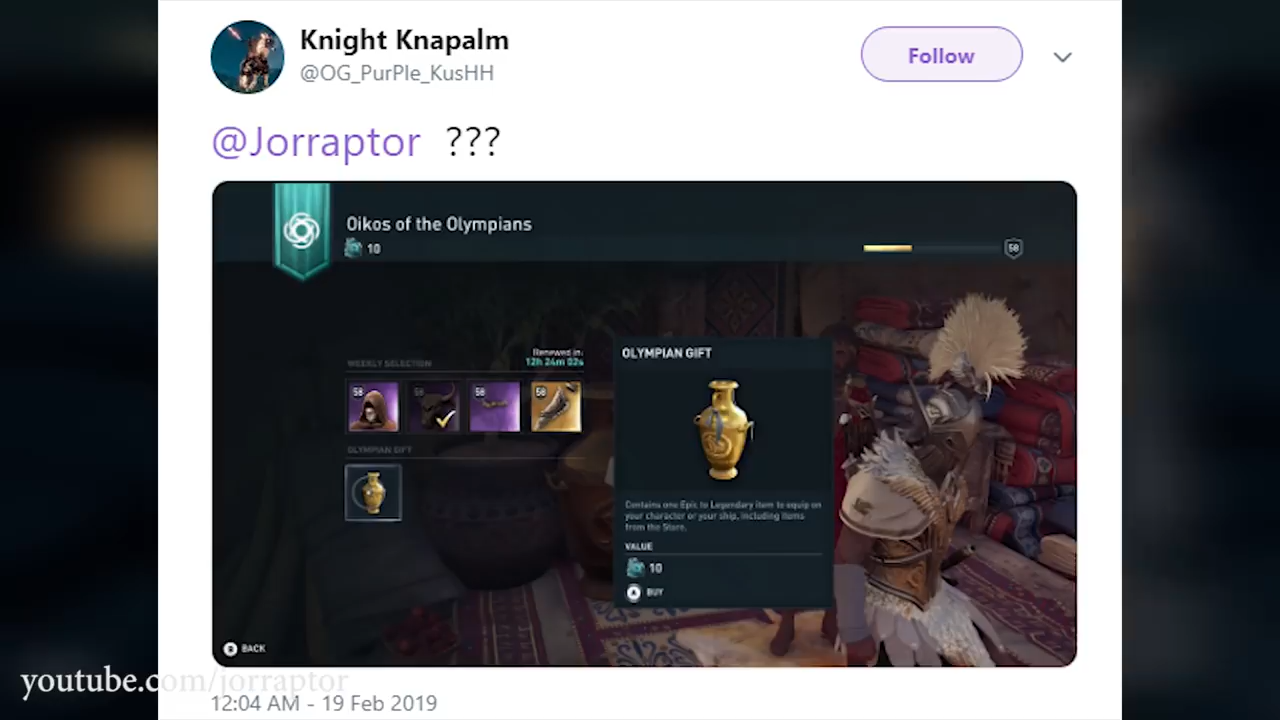 Knight Knapalm
@OG_PurPle_KusHH
Follow
@Jorraptor ???
Oikos of the Olympians
10
58
Renewed in:
WEEKLY SELECTION
12h 24m 02s
58
58
58
58
OLYMPIAN GIFT
OLYMPIAN GIFT
Contains one Epic to Legendary item to equip on
your character or your ship, including items
from the Store.
VALUE
10
A BUY
B BACK
youtube.com/jorraptor
12:04 AM - 19 Feb 2019